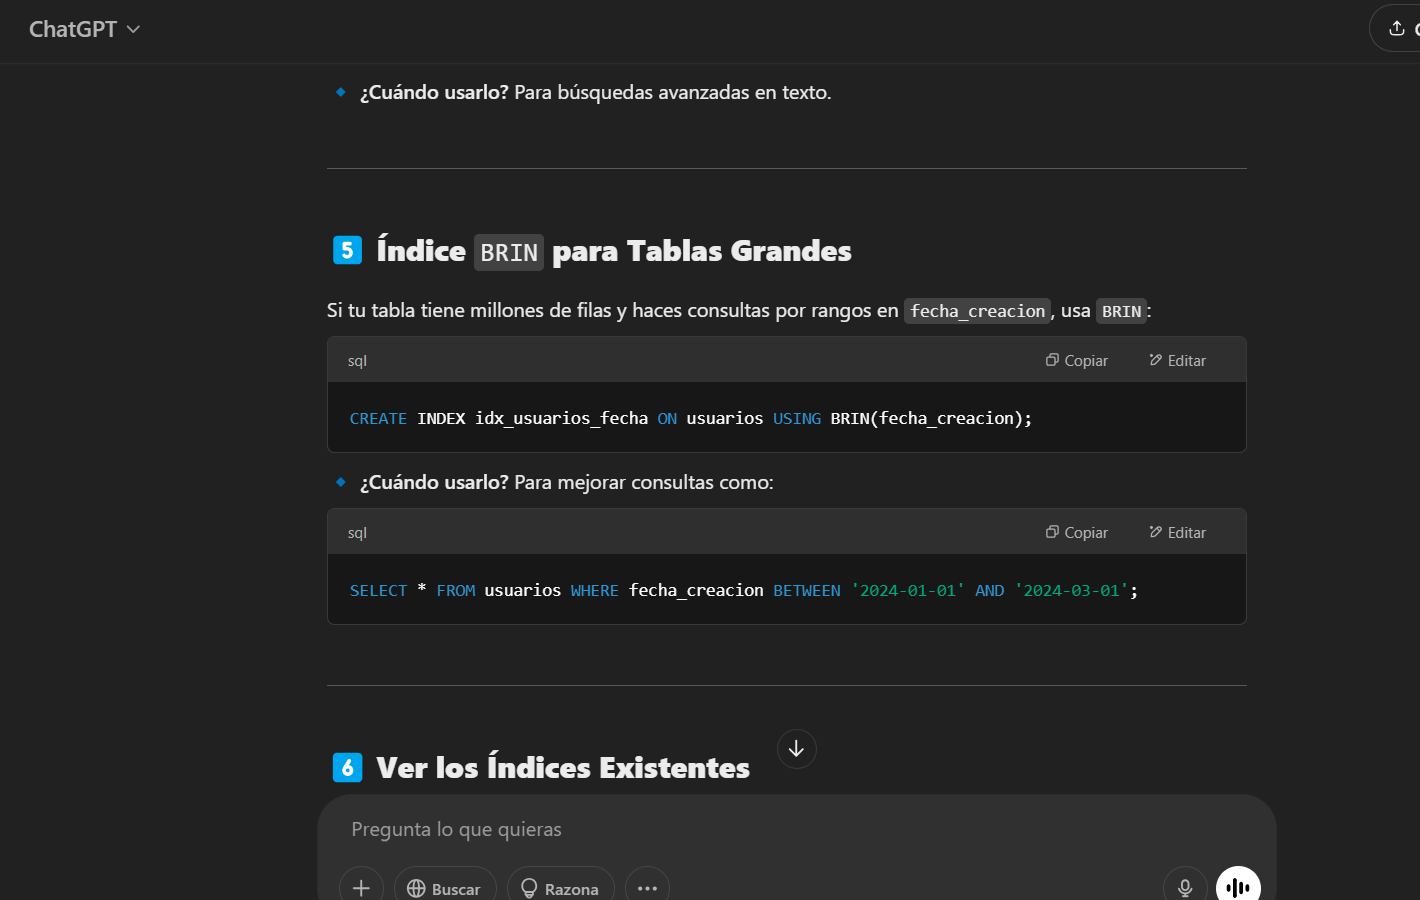 ChatGPT
¿Cuándo usarlo? Para búsquedas avanzadas en texto.
5 Índice BRIN para Tablas Grandes
Si tu tabla tiene millones de filas y haces consultas por rangos en fecha_creacion, usa BRIN:
sql Copiar Editar
CREATE INDEX idx_usuarios_fecha ON usuarios USING BRIN(fecha_creacion);
¿Cuándo usarlo? Para mejorar consultas como:
sql Copiar Editar
SELECT * FROM usuarios WHERE fecha_creacion BETWEEN '2024-01-01' AND '2024-03-01';
6 Ver los Índices Existentes
Pregunta lo que quieras
Buscar Razona